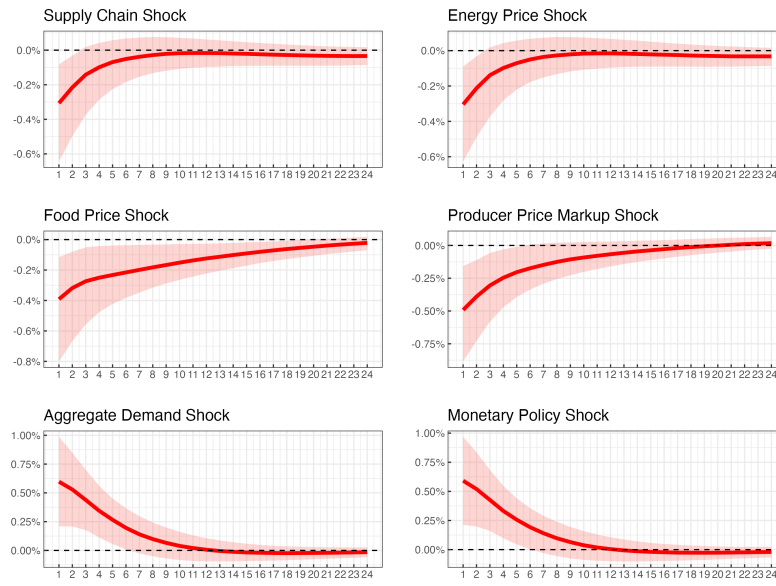 Supply Chain Shock
0.0%
-0.2%
-0.4%
-0.6%
1 2 3 4 5 6 7 8 9 10 11 12 13 14 15 16 17 18 19 20 21 22 23 24
Energy Price Shock
0.0%
-0.2%
-0.4%
-0.6%
1 2 3 4 5 6 7 8 9 10 11 12 13 14 15 16 17 18 19 20 21 22 23 24
Food Price Shock
0.0%
-0.2%
-0.4%
-0.6%
-0.8%
1 2 3 4 5 6 7 8 9 10 11 12 13 14 15 16 17 18 19 20 21 22 23 24
Producer Price Markup Shock
0.00%
-0.25%
-0.50%
-0.75%
1 2 3 4 5 6 7 8 9 10 11 12 13 14 15 16 17 18 19 20 21 22 23 24
Aggregate Demand Shock
1.00%
0.75%
0.50%
0.25%
0.00%
1 2 3 4 5 6 7 8 9 10 11 12 13 14 15 16 17 18 19 20 21 22 23 24
Monetary Policy Shock
1.00%
0.75%
0.50%
0.25%
0.00%
1 2 3 4 5 6 7 8 9 10 11 12 13 14 15 16 17 18 19 20 21 22 23 24